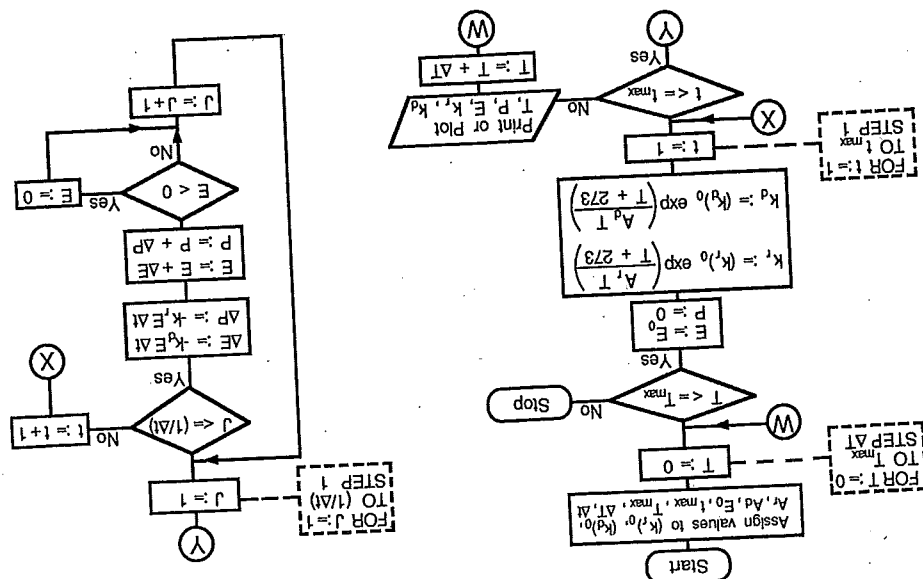 Start
Assign values to (k_r)_0, (k_d)_0,
A_r, A_d, E_0, t_max, T_max, ΔT, Δt
FOR T := 0
TO T_max
STEP ΔT
T := 0
W
T <= T_max
No
Stop
Yes
E := E^0
P := 0
k_r := (k_r)_0 exp(A_r T / T + 273)
k_d := (k_d)_0 exp(A_d T / T + 273)
FOR t := 1
TO t_max
STEP 1
t := 1
X
t <= t_max
No
Yes
Y
Print or Plot
T, P, E, k_r, k_d
T := T + ΔT
W
Y
FOR J := 1
TO (1/Δt)
STEP 1
J := 1
J <= (1/Δt)
No
t := t + 1
X
Yes
ΔE := -k_d E Δt
ΔP := -k_r E Δt
E := E + ΔE
P := P + ΔP
E < 0
Yes
E := 0
No
J := J+1